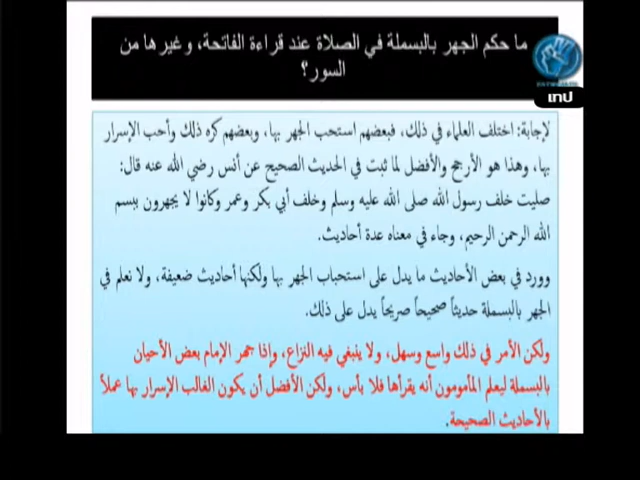 ما حكم الجهر بالبسملة في الصلاة عند قراءة الفاتحة، وغيرها من
السور؟
INU
لإجابة: اختلف العلماء في ذلك، فبعضهم استحب الجهر بها، وبعضهم كره ذلك وأحب الإسرار
بها، وهذا هو الأرجح والأفضل لما ثبت في الحديث الصحيح عن أنس رضي الله عنه قال:
صليت خلف رسول الله صلى الله عليه وسلم وخلف أبي بكر وعمر وكانوا لا يجهرون ببسم
الله الرحمن الرحيم، وجاء في معناه عدة أحاديث.
وورد في بعض الأحاديث ما يدل على استحباب الجهر بها ولكنها أحاديث ضعيفة، ولا نعلم في
الجهر بالبسملة حديثاً صحيحاً صريحاً يدل على ذلك.
ولكن الأمر في ذلك واسع وسهل، ولا ينبغي فيه النزاع، وإذا جهر الإمام بعض الأحيان
بالبسملة ليعلم المأمومون أنه يقرأها فلا بأس، ولكن الأفضل أن يكون الغالب الإسرار بها عملاً
بالأحاديث الصحيحة.